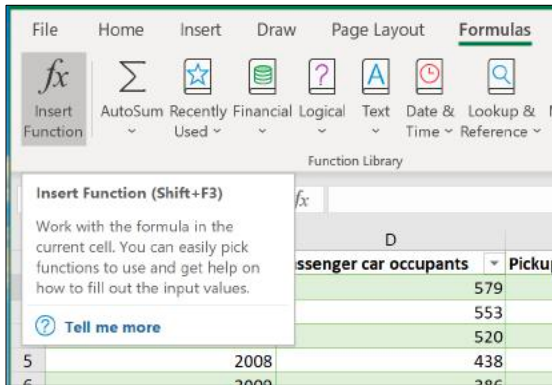 File Home Insert Draw Page Layout Formulas
fx
Insert Function
AutoSum
Recently Used
Financial
Logical
Text
Date & Time
Lookup & Reference
Function Library
Insert Function (Shift+F3)
Work with the formula in the
current cell. You can easily pick
functions to use and get help on
how to fill out the input values.
Tell me more
fx
D
ssenger car occupants Picku
579
553
520
5 2008 438